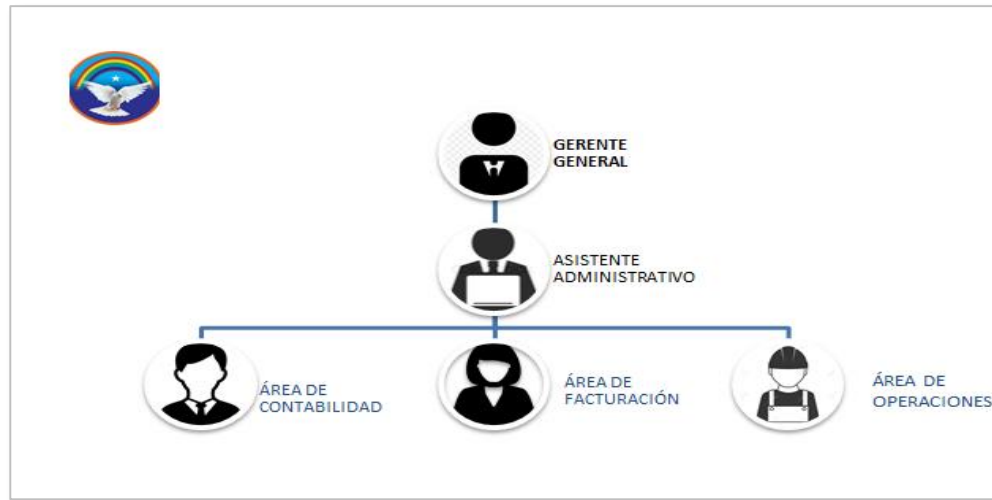 GERENTE
GENERAL
ASISTENTE
ADMINISTRATIVO
ÁREA DE
CONTABILIDAD
ÁREA DE
FACTURACIÓN
ÁREA DE
OPERACIONES